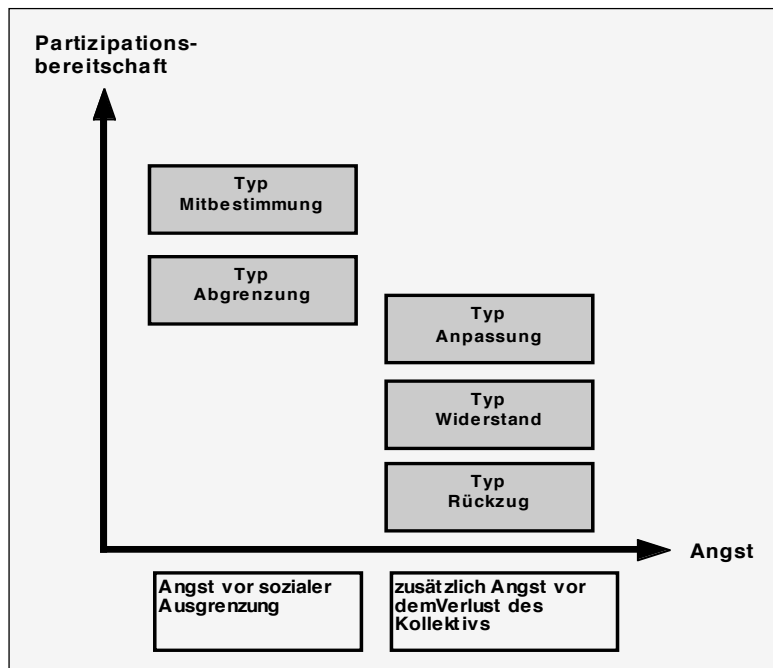 Partizipations-
bereitschaft
Typ
Mitbestimmung
Typ
Abgrenzung
Typ
Anpassung
Typ
Widerstand
Typ
Rückzug
Angst
Angst vor sozialer
Ausgrenzung
zusätzlich Angst vor
demVerlust des
Kollektivs